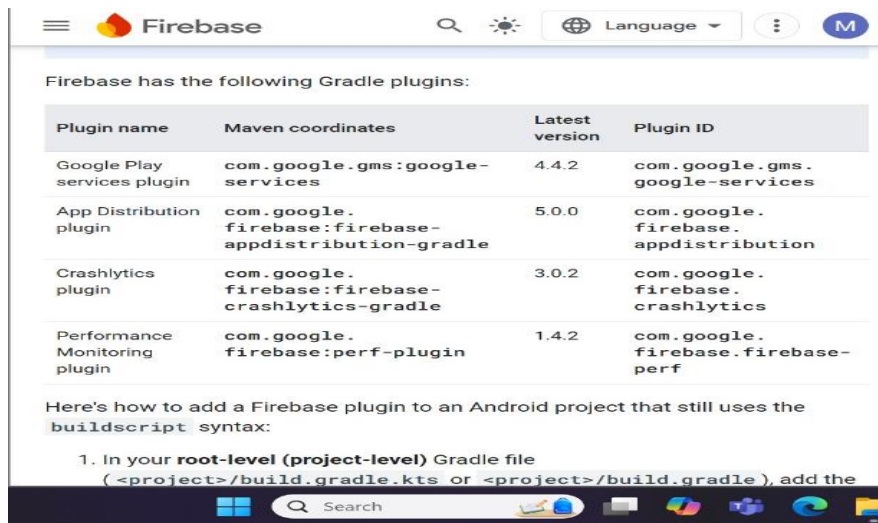 Firebase
Language
M
Firebase has the following Gradle plugins:
Plugin name
Maven coordinates
Latest
version
Plugin ID
Google Play
services plugin
com.google.gms:google-
services
4.4.2
com.google.gms.
google-services
App Distribution
plugin
com.google.
firebase:firebase-
appdistribution-gradle
5.0.0
com.google.
firebase.
appdistribution
Crashlytics
plugin
com.google.
firebase:firebase-
crashlytics-gradle
3.0.2
com.google.
firebase.
crashlytics
Performance
Monitoring
plugin
com.google.
firebase:perf-plugin
1.4.2
com.google.
firebase.firebase-
perf
Here's how to add a Firebase plugin to an Android project that still uses the
buildscript syntax:
1. In your root-level (project-level) Gradle file
(<project>/build.gradle.kts or <project>/build.gradle), add the
Search